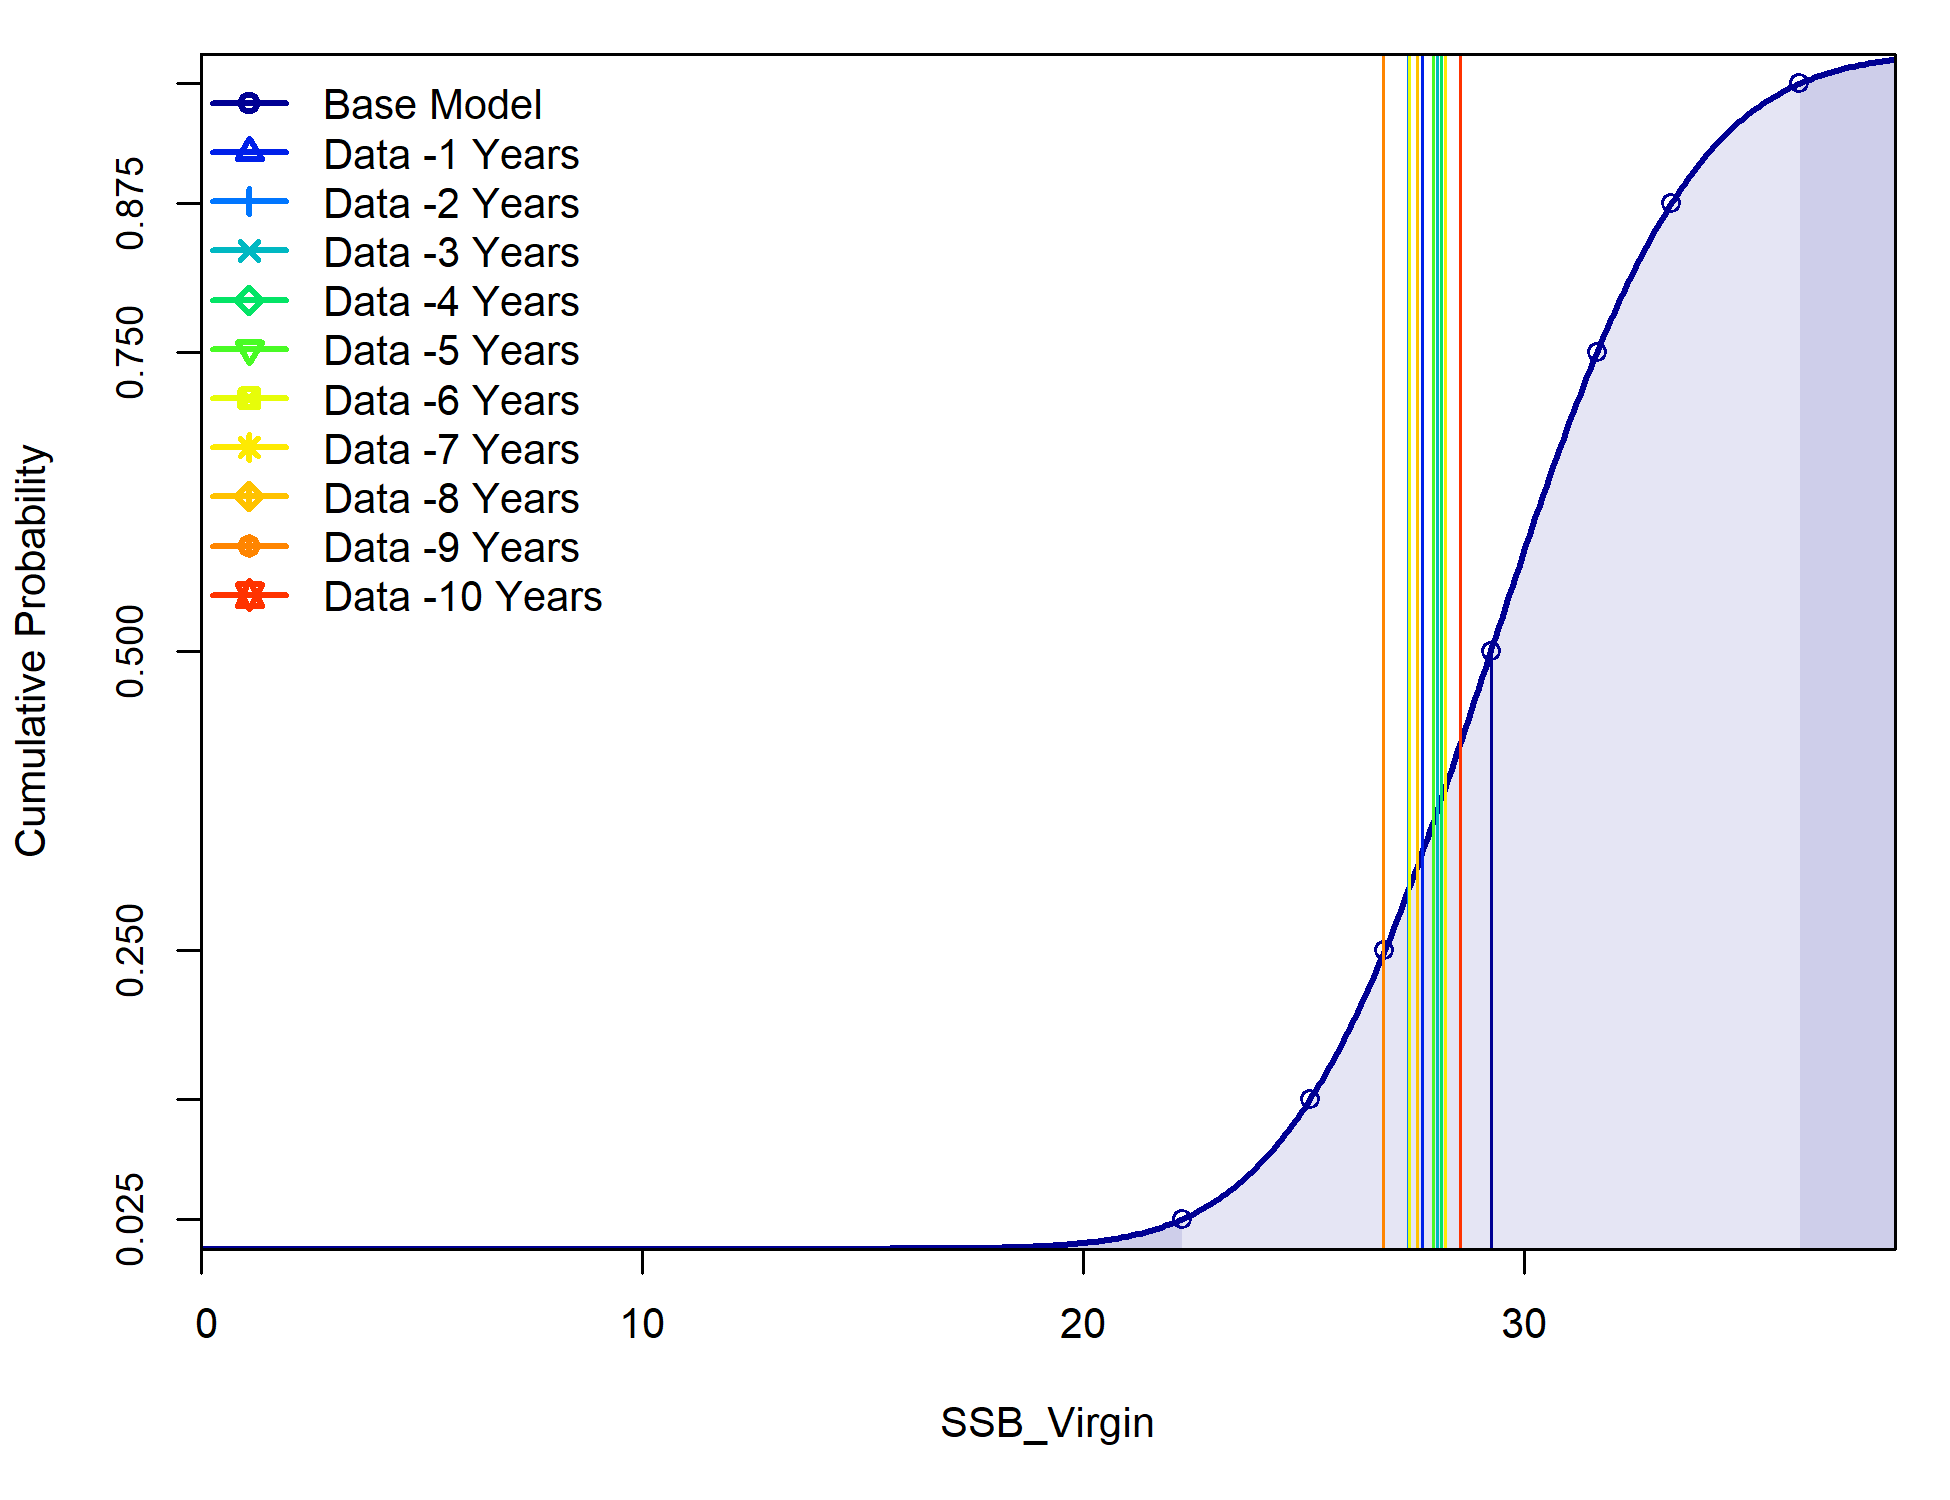 Base Model
Data -1 Years
Data -2 Years
Data -3 Years
Data -4 Years
Data -5 Years
Data -6 Years
Data -7 Years
Data -8 Years
Data -9 Years
Data -10 Years
Cumulative Probability
0.875
0.750
0.500
0.250
0.025
0 10 20 30
SSB_Virgin